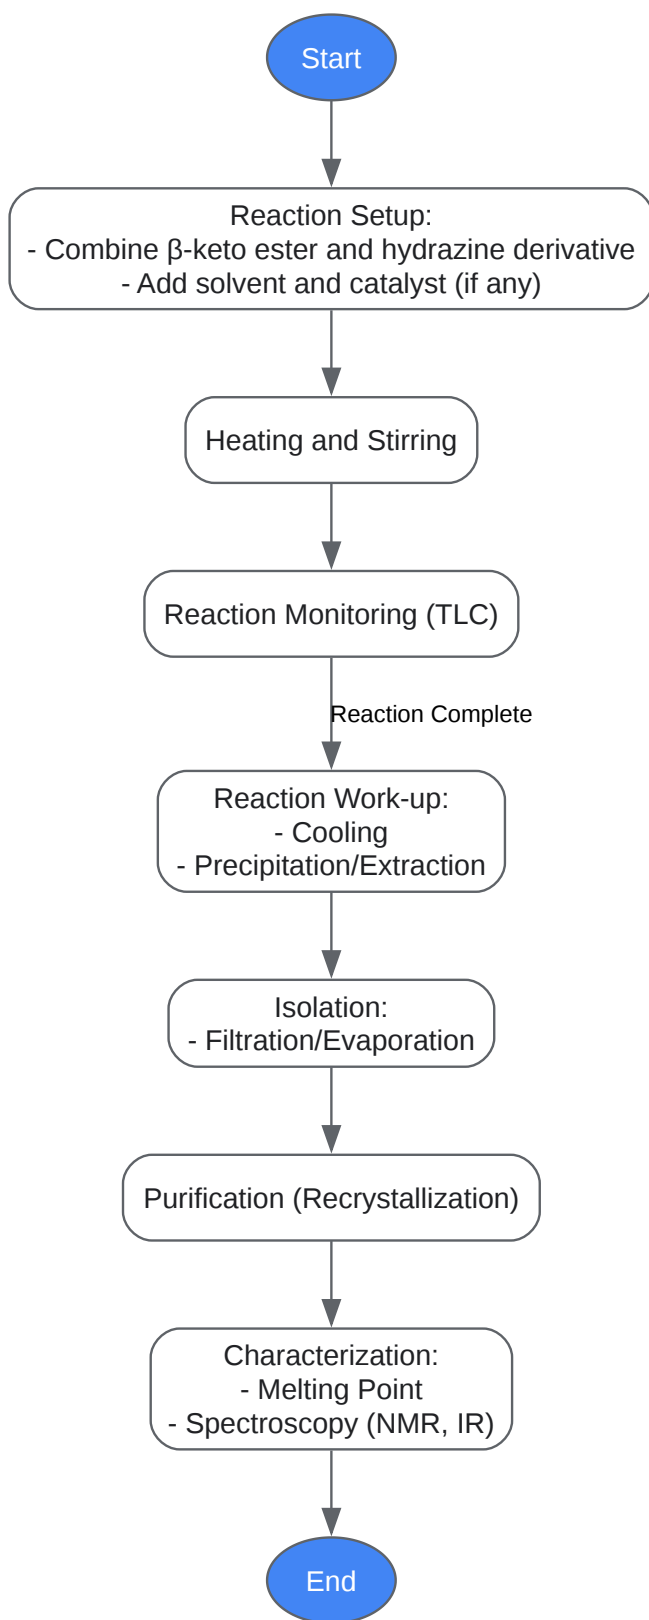 Start
Reaction Setup:
- Combine β-keto ester and hydrazine derivative
- Add solvent and catalyst (if any)
Heating and Stirring
Reaction Monitoring (TLC)
Reaction Complete
Reaction Work-up:
- Cooling
- Precipitation/Extraction
Isolation:
- Filtration/Evaporation
Purification (Recrystallization)
Characterization:
- Melting Point
- Spectroscopy (NMR, IR)
End